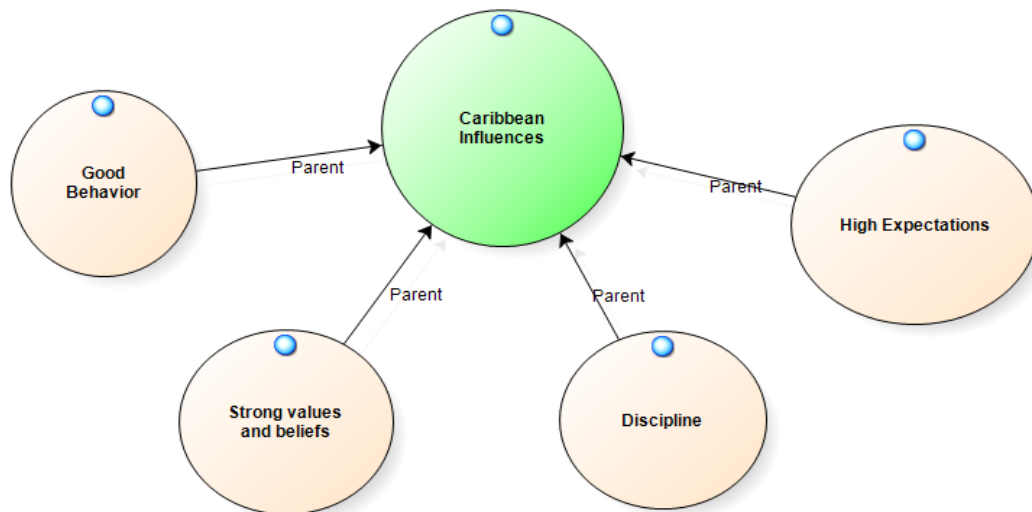 Caribbean
Influences
Good
Behavior
Parent
Parent
High Expectations
Parent
Parent
Strong values
and beliefs
Discipline